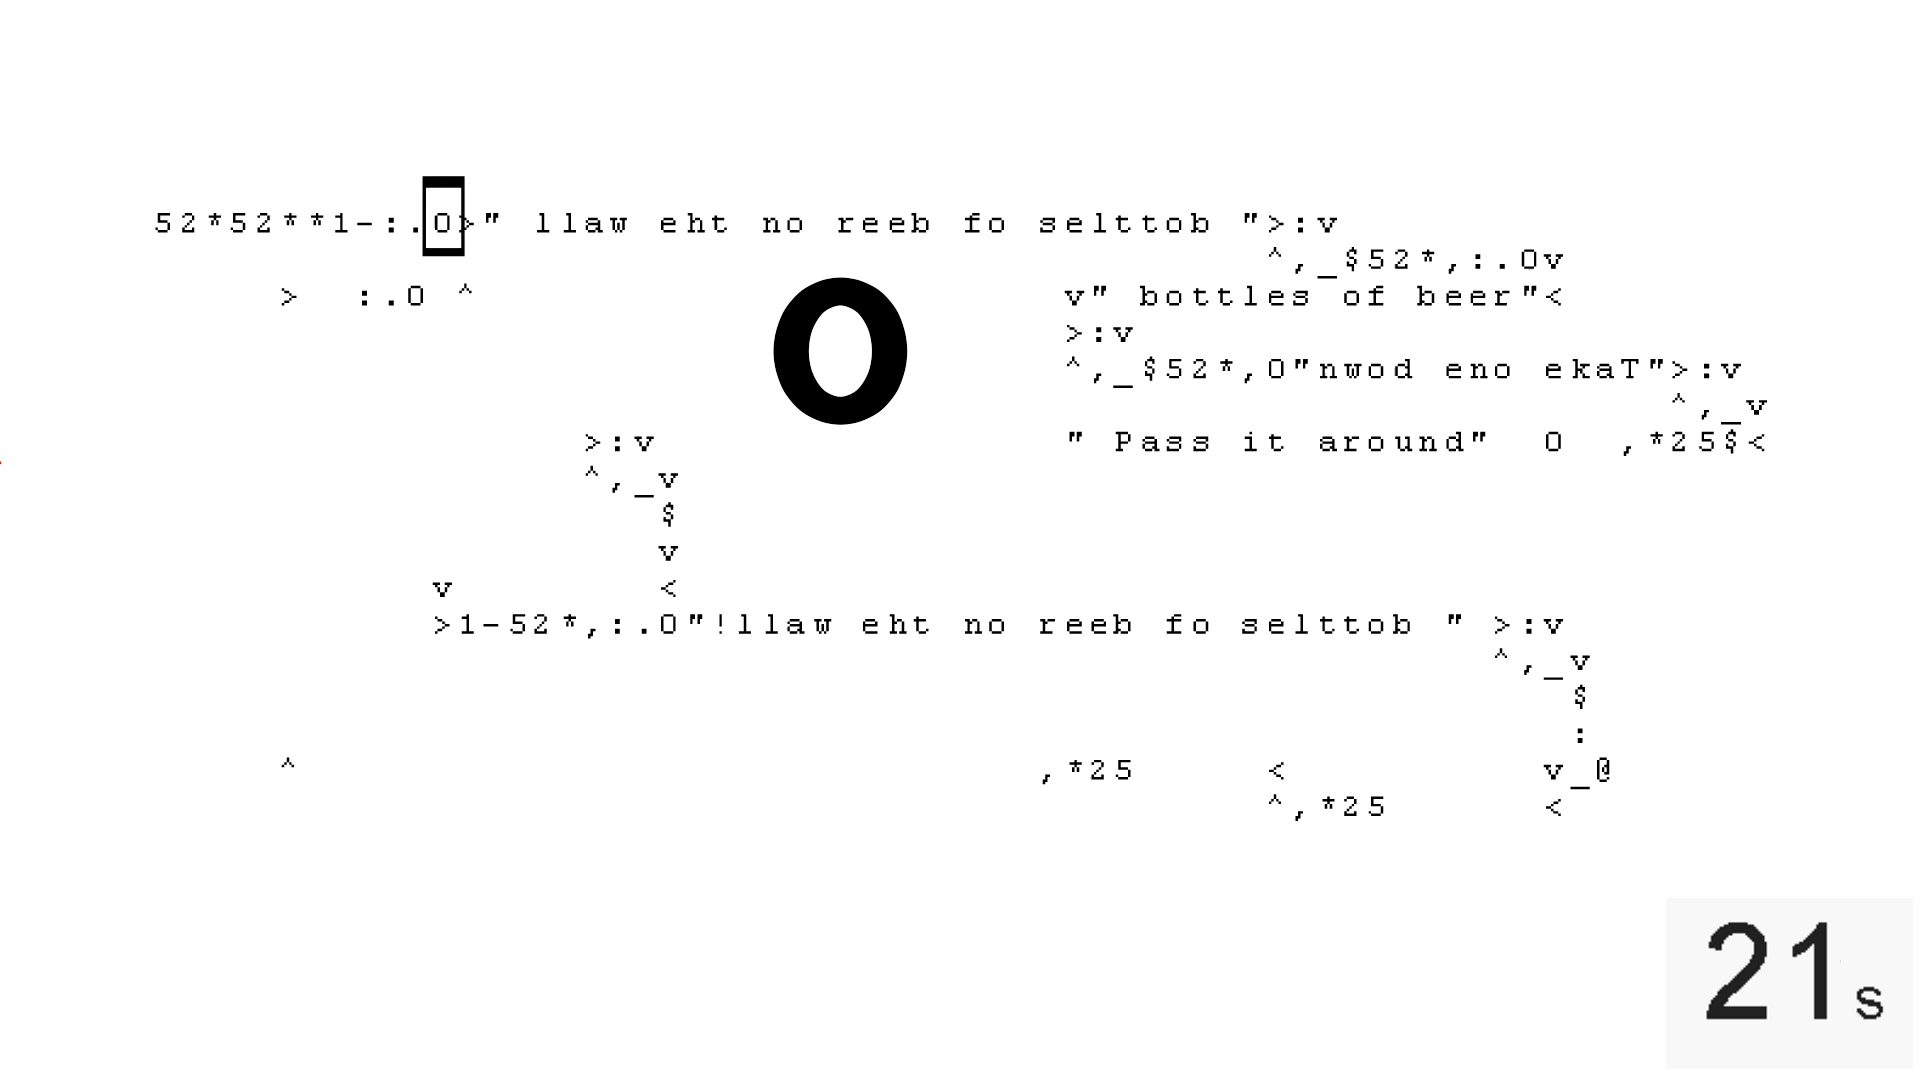 52*52**1-:.0>" llaw eht no reeb fo selttob ">:v
^,_$52*,:.0v
> :.0 ^ v" bottles of beer"<
0
>:v
^,_$52*,0"nwod eno ekaT">:v
^,_v
>:v " Pass it around" 0 ,*25$<
^,_v
$
v
v <
>1-52*,:.0"!llaw eht no reeb fo selttob " >:v
^,_v
$
:
^ ,*25 < v_@
^,*25 <
21s